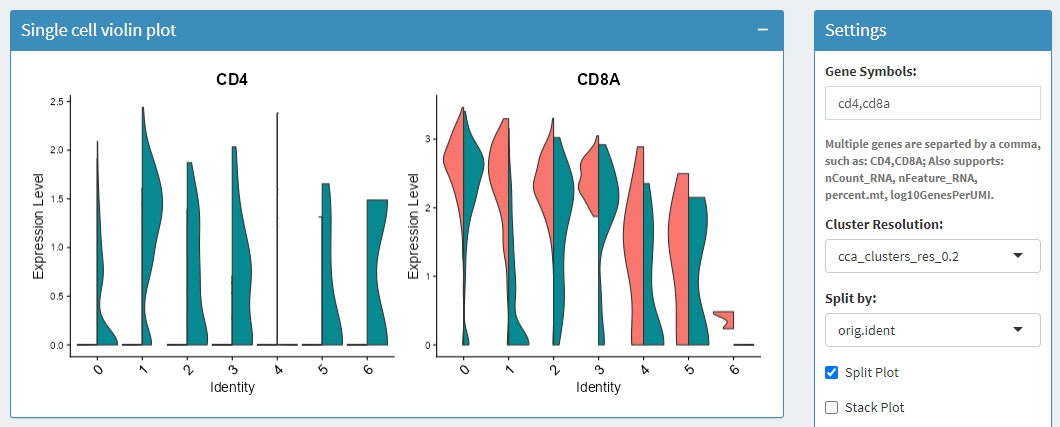 Single cell violin plot
CD4
Expression Level
2.5
2.0
1.5
1.0
0.5
0.0
0 1 2 3 4 5 6
Identity
CD8A
Expression Level
3
2
1
0
0 1 2 3 4 5 6
Identity
Settings
Gene Symbols:
cd4,cd8a
Multiple genes are separted by a comma,
such as: CD4,CD8A; Also supports:
nCount_RNA, nFeature_RNA,
percent.mt, log10GenesPerUMI.
Cluster Resolution:
cca_clusters_res_0.2
Split by:
orig.ident
Split Plot
Stack Plot